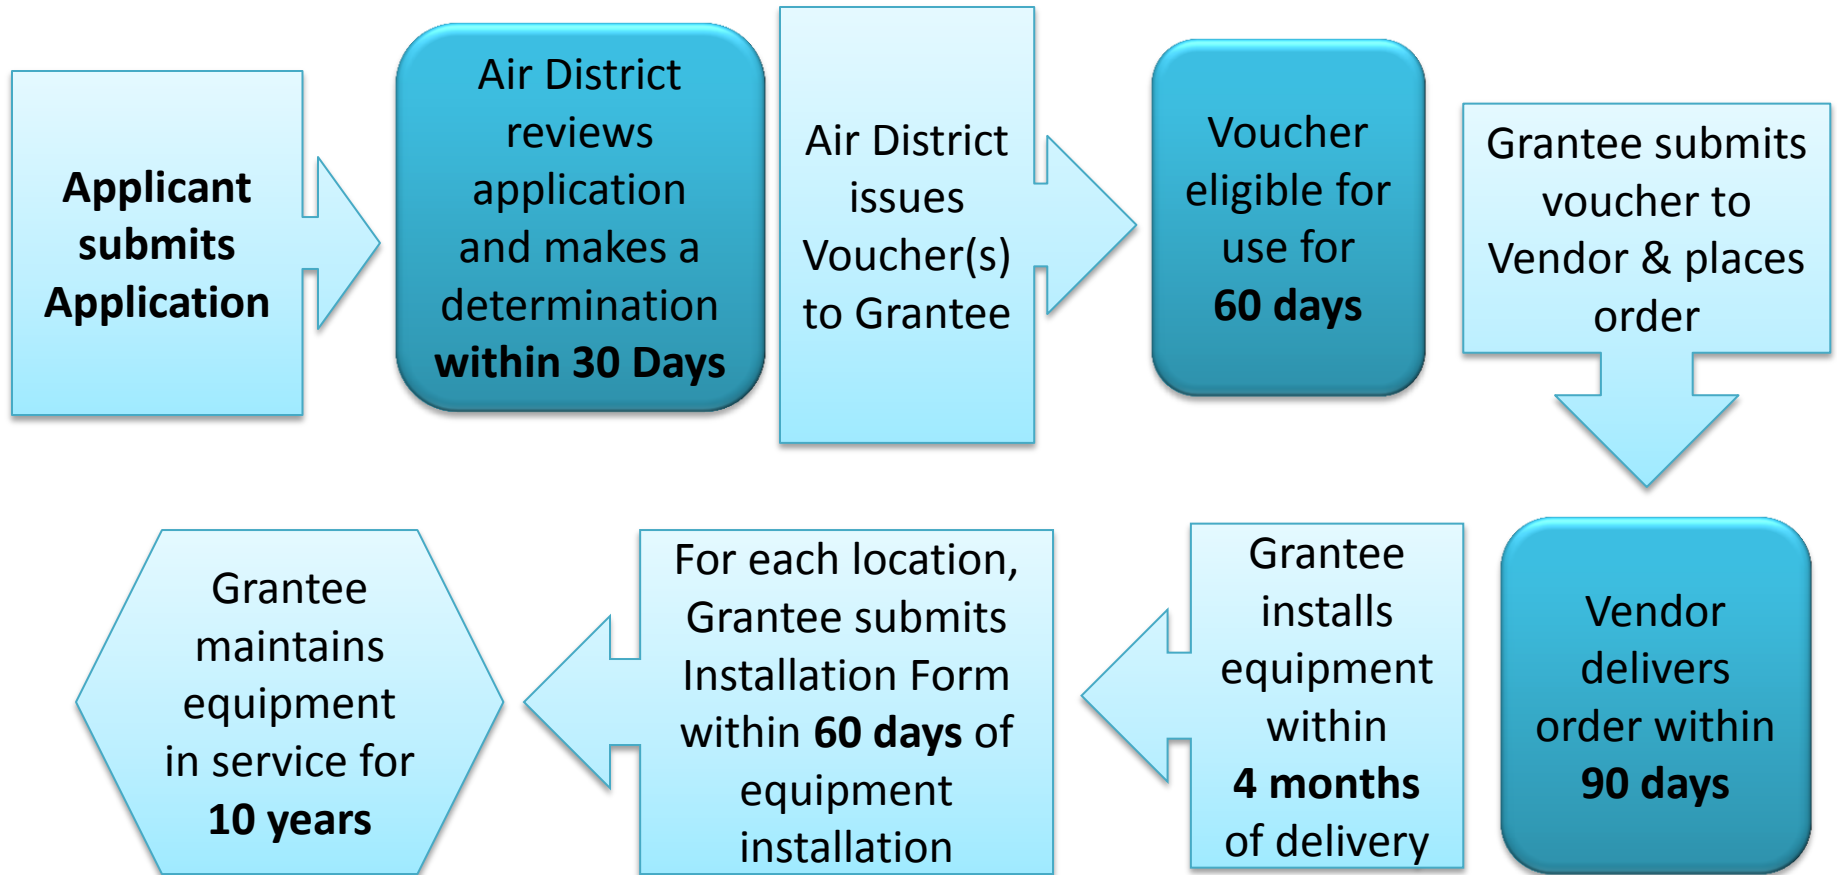 Applicant
submits
Application
Air District
reviews
application
and makes a
determination
within 30 Days
Air District
issues
Voucher(s)
to Grantee
Voucher
eligible for
use for
60 days
Grantee submits
voucher to
Vendor & places
order
Vendor
delivers
order within
90 days
Grantee
installs
equipment
within
4 months
of delivery
For each location,
Grantee submits
Installation Form
within 60 days of
equipment
installation
Grantee
maintains
equipment
in service for
10 years